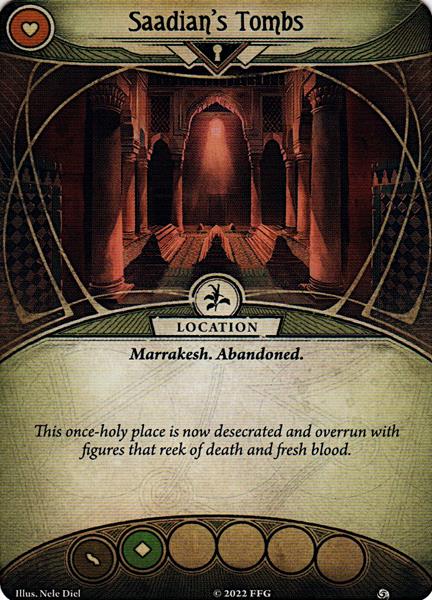 Saadian's Tombs
LOCATION
Marrakesh. Abandoned.
This once-holy place is now desecrated and overrun with
figures that reek of death and fresh blood.
Illus. Nele Diel
© 2022 FFG